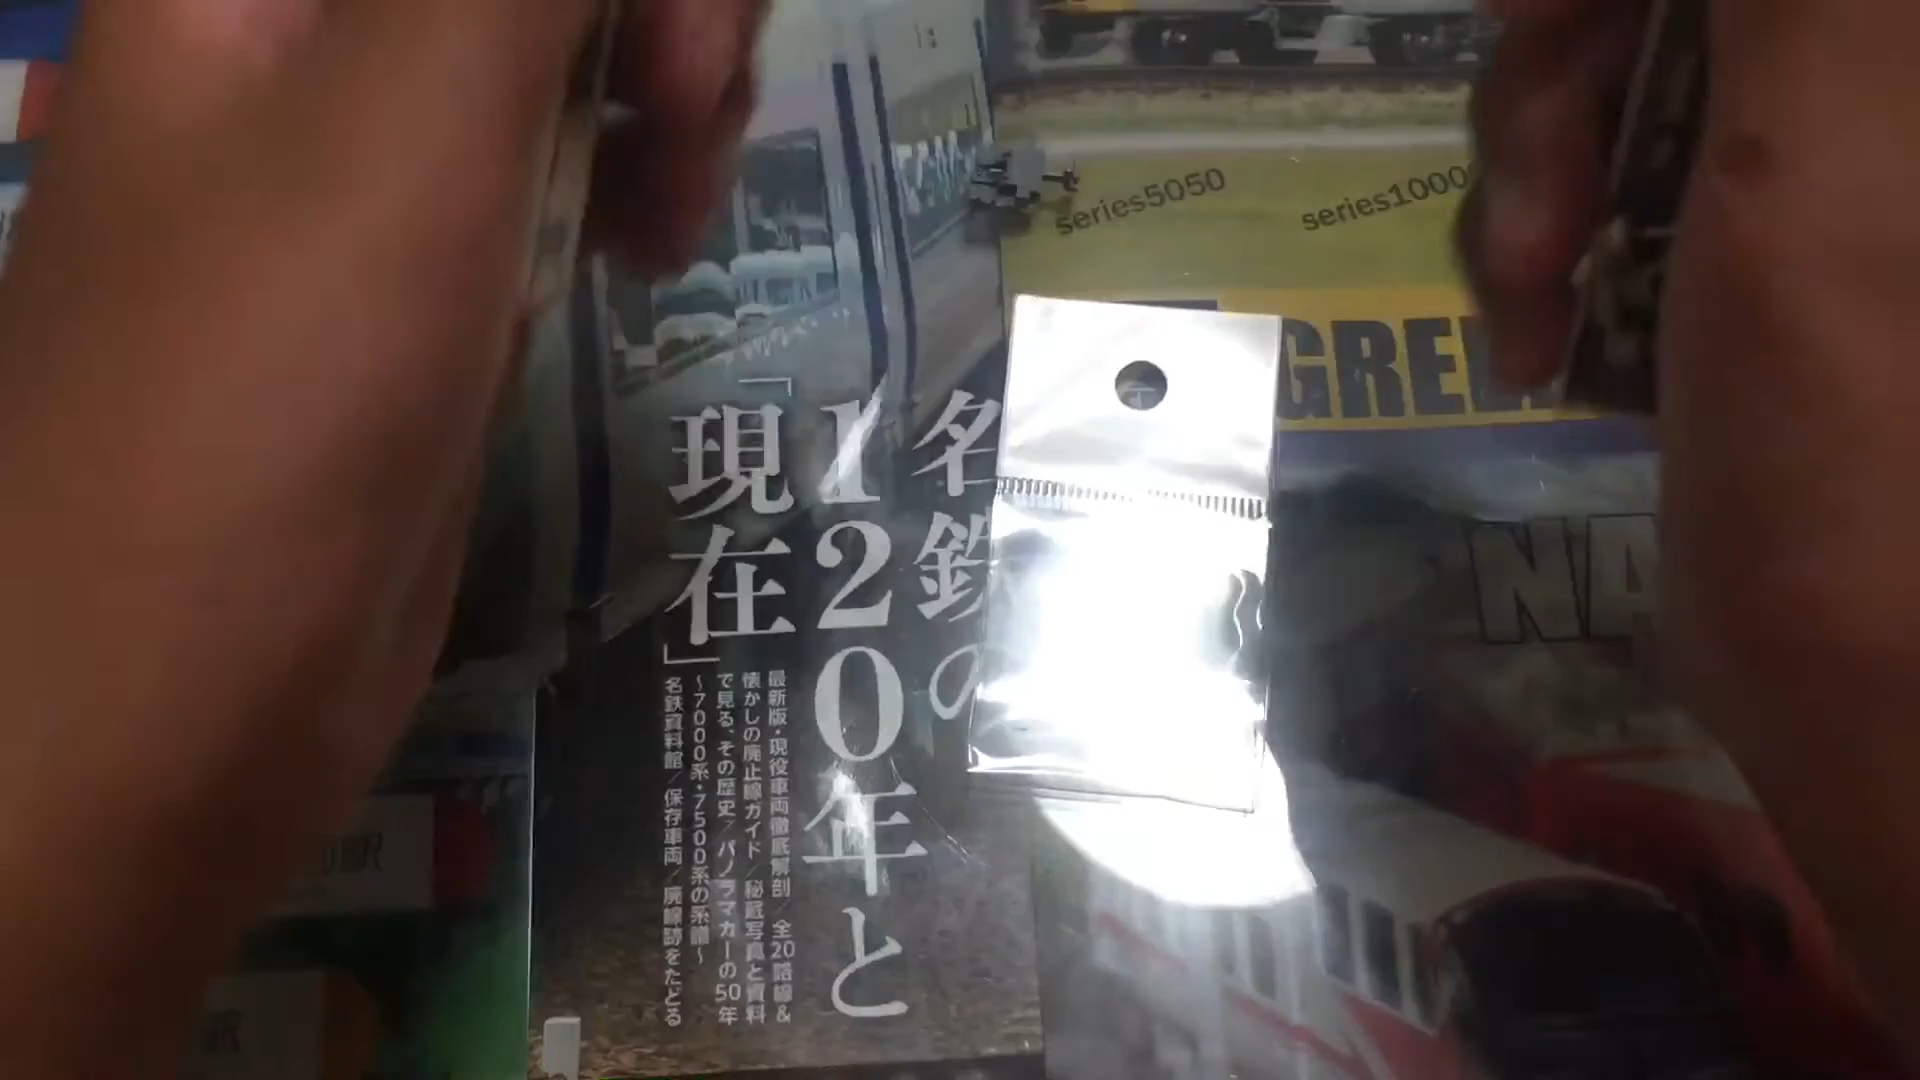 series5050
series1000
GREE
NA
名鉄の
120年と
「現在」
最新版・現役車両徹底解剖／全20路線&
懐かしの廃止線ガイド／秘蔵写真と資料
で見る、その歴史／パノラマカーの50年
～7000系・7500系の系譜～
名鉄資料館／保存車両／廃線跡をたどる